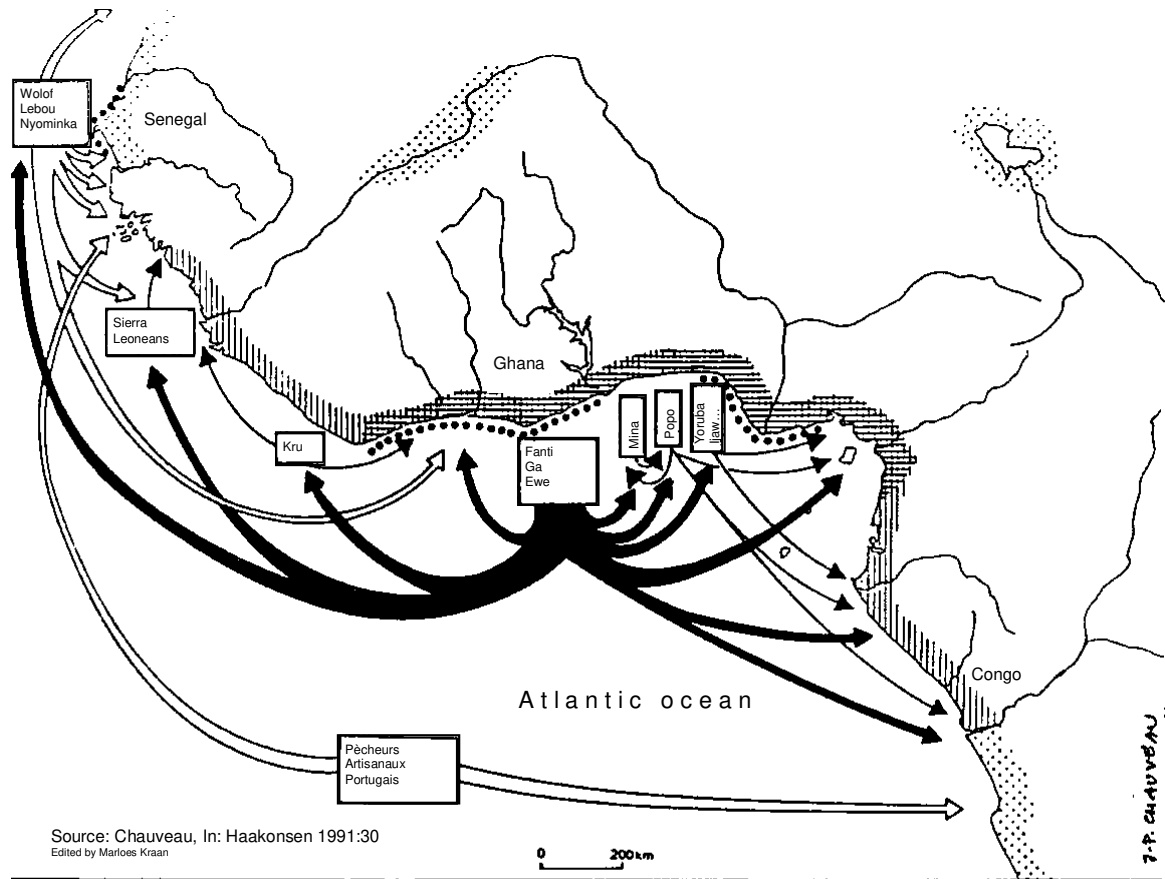 Wolof
Lebou
Nyominka
Senegal
Sierra
Leoneans
Ghana
Kru
Fanti
Ga
Ewe
Mina
Popo
Yoruba
Ijaw...
Congo
Atlantic ocean
Pècheurs
Artisanaux
Portugais
Source: Chauveau, In: Haakonsen 1991:30
Edited by Marloes Kraan
0 200km
J-P. CHAUVEAU